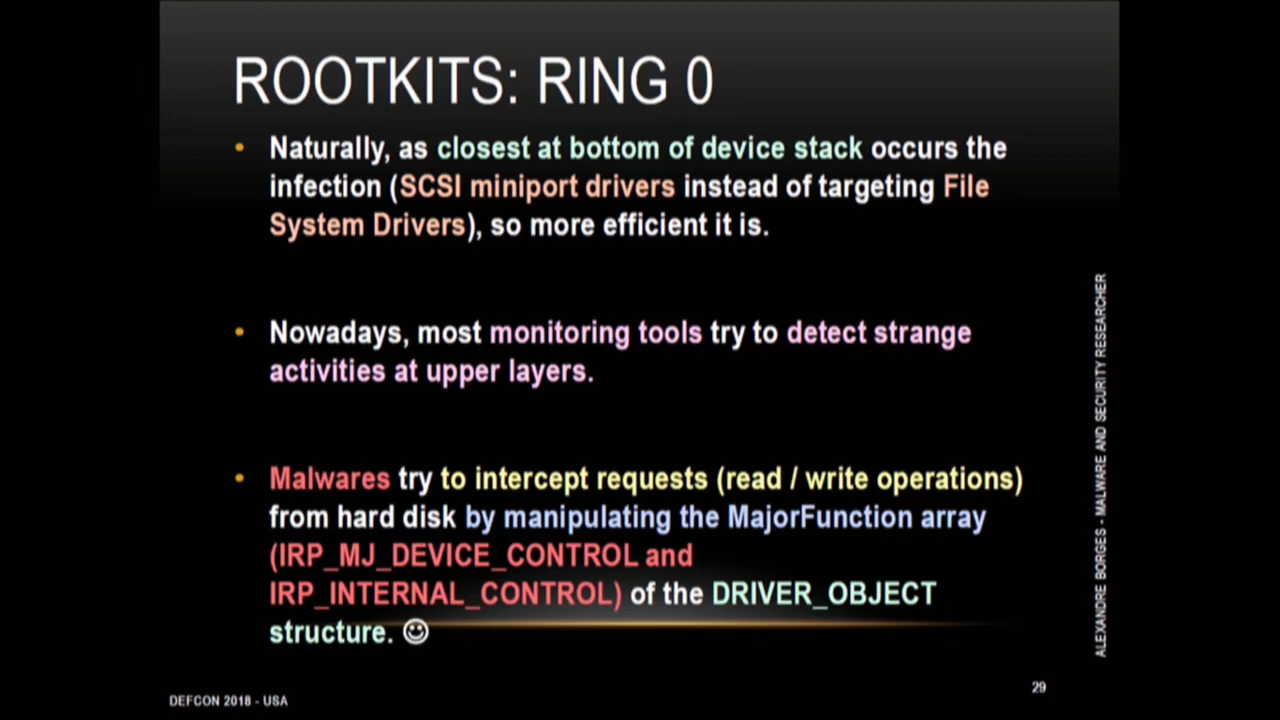 ROOTKITS: RING 0
• Naturally, as closest at bottom of device stack occurs the
infection (SCSI miniport drivers instead of targeting File
System Drivers), so more efficient it is.
• Nowadays, most monitoring tools try to detect strange
activities at upper layers.
• Malwares try to intercept requests (read / write operations)
from hard disk by manipulating the MajorFunction array
(IRP_MJ_DEVICE_CONTROL and
IRP_INTERNAL_CONTROL) of the DRIVER_OBJECT
structure. ☺
ALEXANDRE BORGES - MALWARE AND SECURITY RESEARCHER
DEFCON 2018 - USA
29